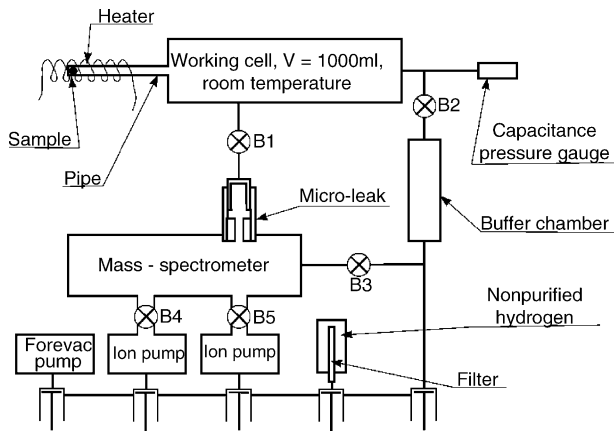 Heater
Working cell, V = 1000ml,
room temperature
Sample
Pipe
B1
B2
Capacitance
pressure gauge
Micro-leak
Buffer chamber
Mass - spectrometer
B3
B4
B5
Nonpurified
hydrogen
Forevac
pump
Ion pump
Ion pump
Filter